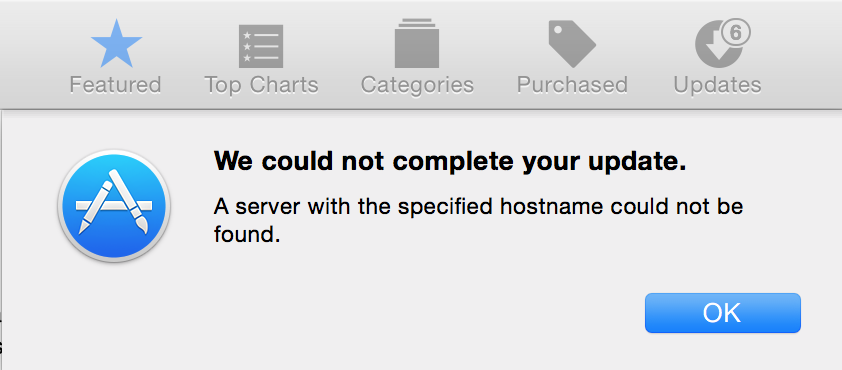 6
Featured Top Charts Categories Purchased Updates
We could not complete your update.
A server with the specified hostname could not be
found.
OK